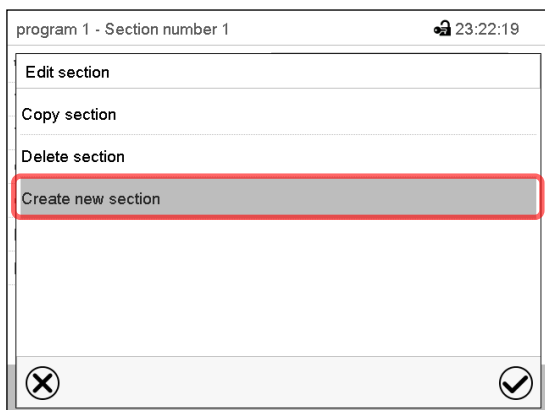 program 1 - Section number 1 23:22:19
Edit section
Copy section
Delete section
Create new section